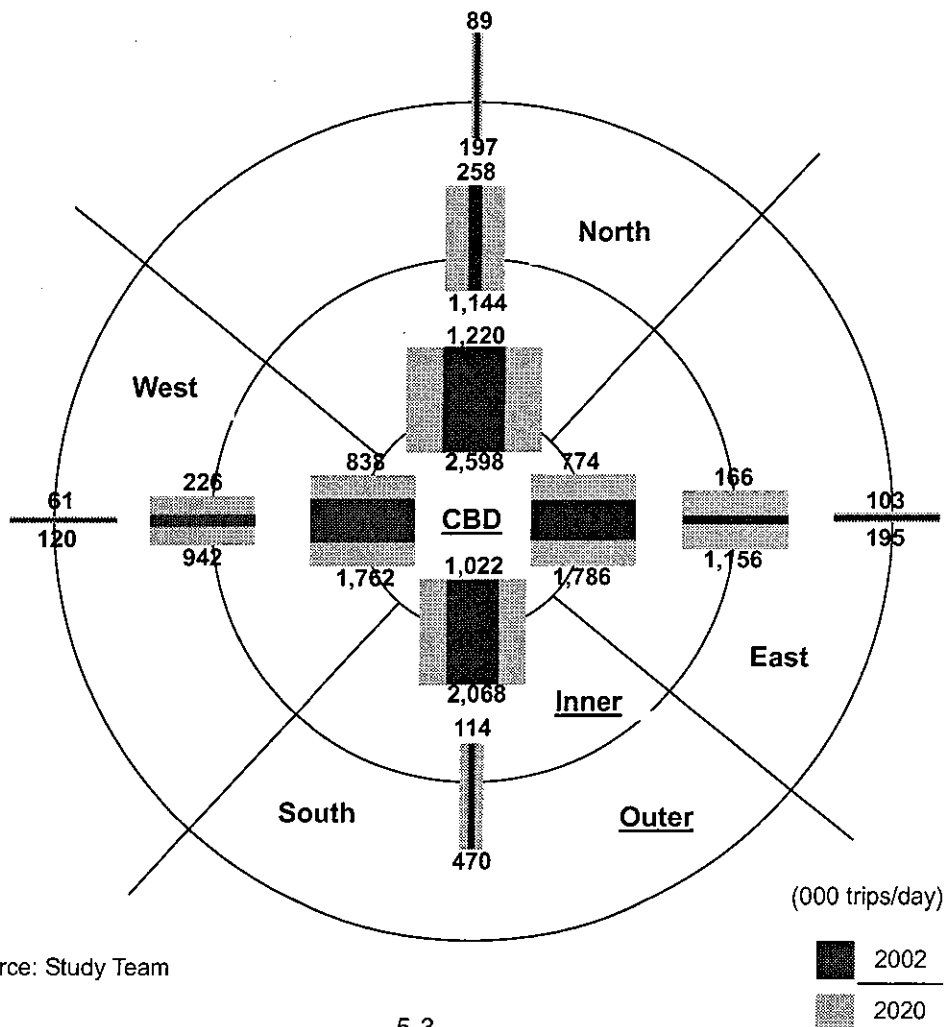 89
197
258
North
1,144
1,220
West
838
2,598
774
226
166
61
103
CBD
120
195
942
1,762
1,022
1,786
1,156
East
2,068
Inner
114
South
Outer
470
(000 trips/day)
rce: Study Team
2002
2020
5-3